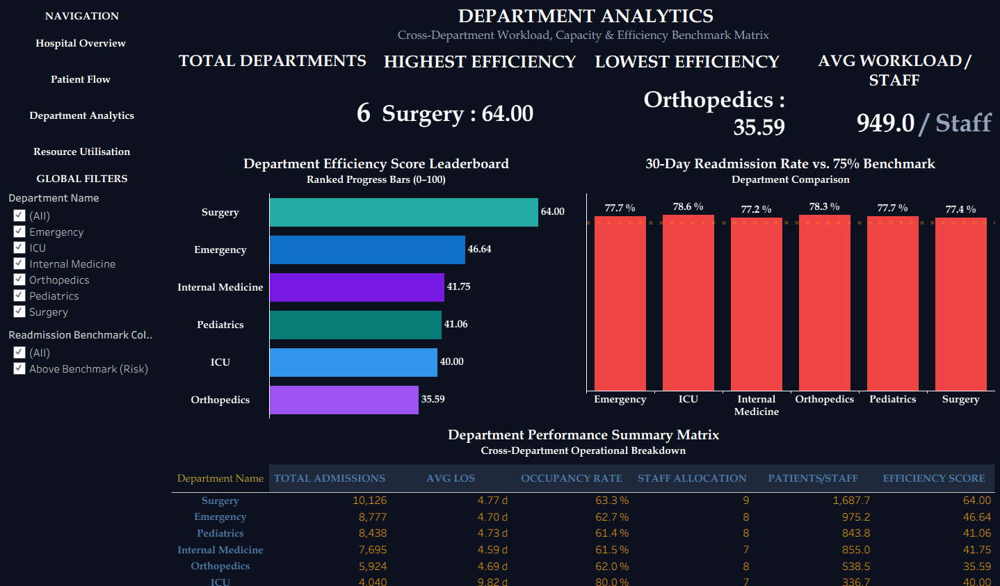 NAVIGATION
Hospital Overview
Patient Flow
Department Analytics
Resource Utilisation
GLOBAL FILTERS
Department Name
(All)
Emergency
ICU
Internal Medicine
Orthopedics
Pediatrics
Surgery
Readmission Benchmark Col..
(All)
Above Benchmark (Risk)
DEPARTMENT ANALYTICS
Cross-Department Workload, Capacity & Efficiency Benchmark Matrix
TOTAL DEPARTMENTS
6
HIGHEST EFFICIENCY
Surgery : 64.00
LOWEST EFFICIENCY
Orthopedics :
35.59
AVG WORKLOAD /
STAFF
949.0 / Staff
Department Efficiency Score Leaderboard
Ranked Progress Bars (0–100)
Surgery 64.00
Emergency 46.64
Internal Medicine 41.75
Pediatrics 41.06
ICU 40.00
Orthopedics 35.59
30-Day Readmission Rate vs. 75% Benchmark
Department Comparison
77.7 % 78.6 % 77.2 % 78.3 % 77.7 % 77.4 %
Emergency ICU Internal Orthopedics Pediatrics Surgery
Medicine
Department Performance Summary Matrix
Cross-Department Operational Breakdown
Department Name TOTAL ADMISSIONS AVG LOS OCCUPANCY RATE STAFF ALLOCATION PATIENTS/STAFF EFFICIENCY SCORE
Surgery 10,126 4.77 d 63.3 % 9 1,687.7 64.00
Emergency 8,777 4.70 d 62.7 % 8 975.2 46.64
Pediatrics 8,438 4.73 d 61.4 % 8 843.8 41.06
Internal Medicine 7,695 4.59 d 61.5 % 7 855.0 41.75
Orthopedics 5,924 4.69 d 62.0 % 8 538.5 35.59
ICU 4,040 9.82 d 80.0 % 7 336.7 40.00